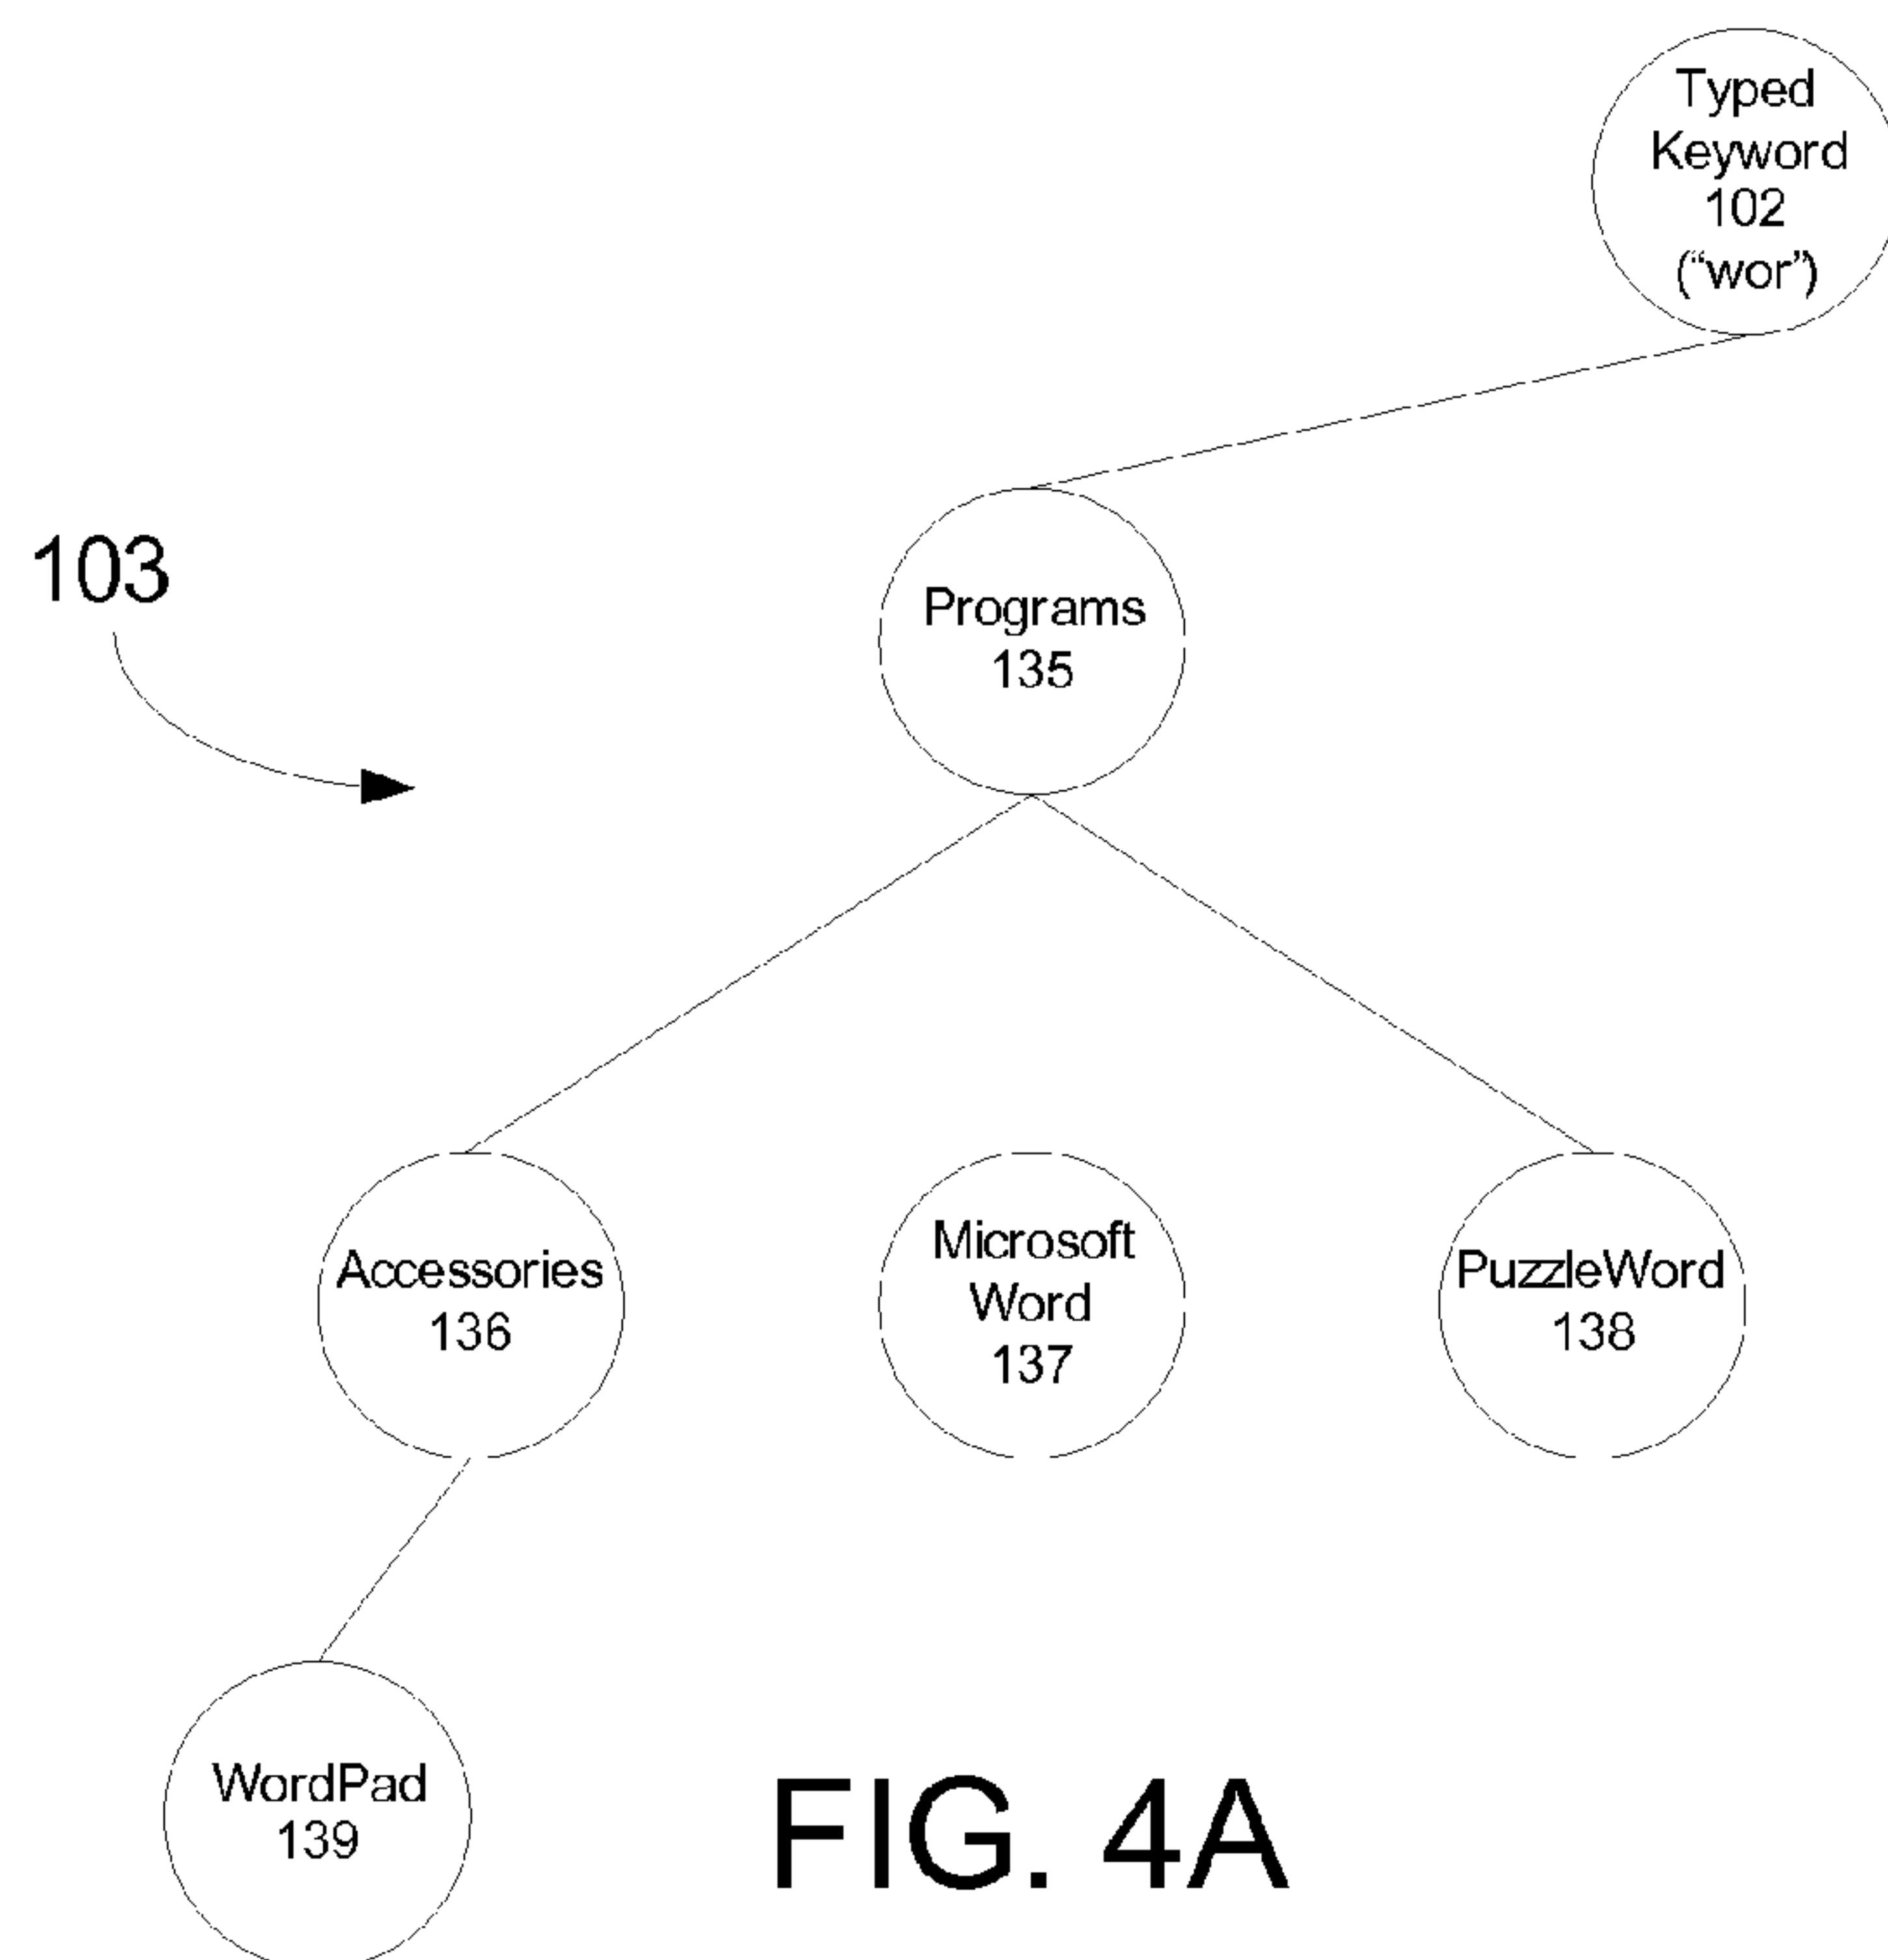 Typed
Keyword
102
(“wor”)
103
Programs
135
Accessories
136
Microsoft
Word
137
PuzzleWord
138
WordPad
139
FIG. 4A